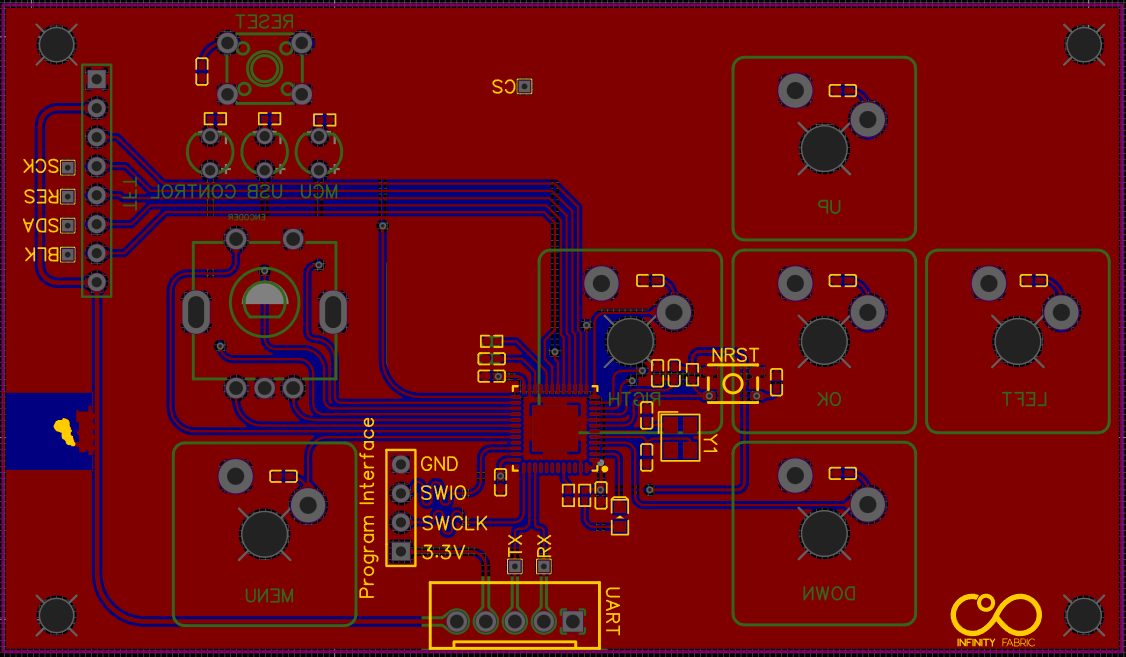 RESET
CS
SCK
RES
SDA
BLK
TFT
CONTROL
USB
MCU
ENCODER
UP
NRST
RIGTH
OK
LEFT
Y1
Program Interface
GND
SWIO
SWCLK
3.3V
TX
RX
UART
MENU
DOWN
INFINITY FABRIC